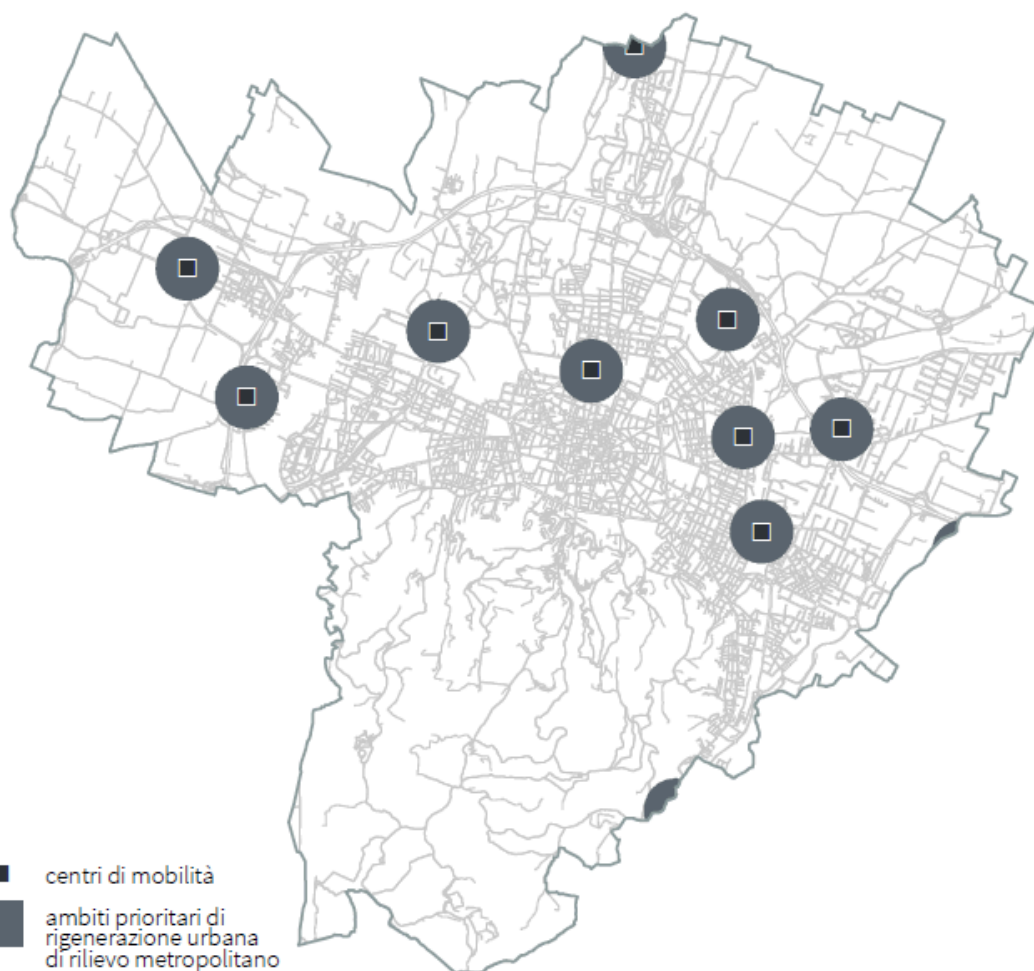 centri di mobilità
ambiti prioritari di
rigenerazione urbana
di rilievo metropolitano